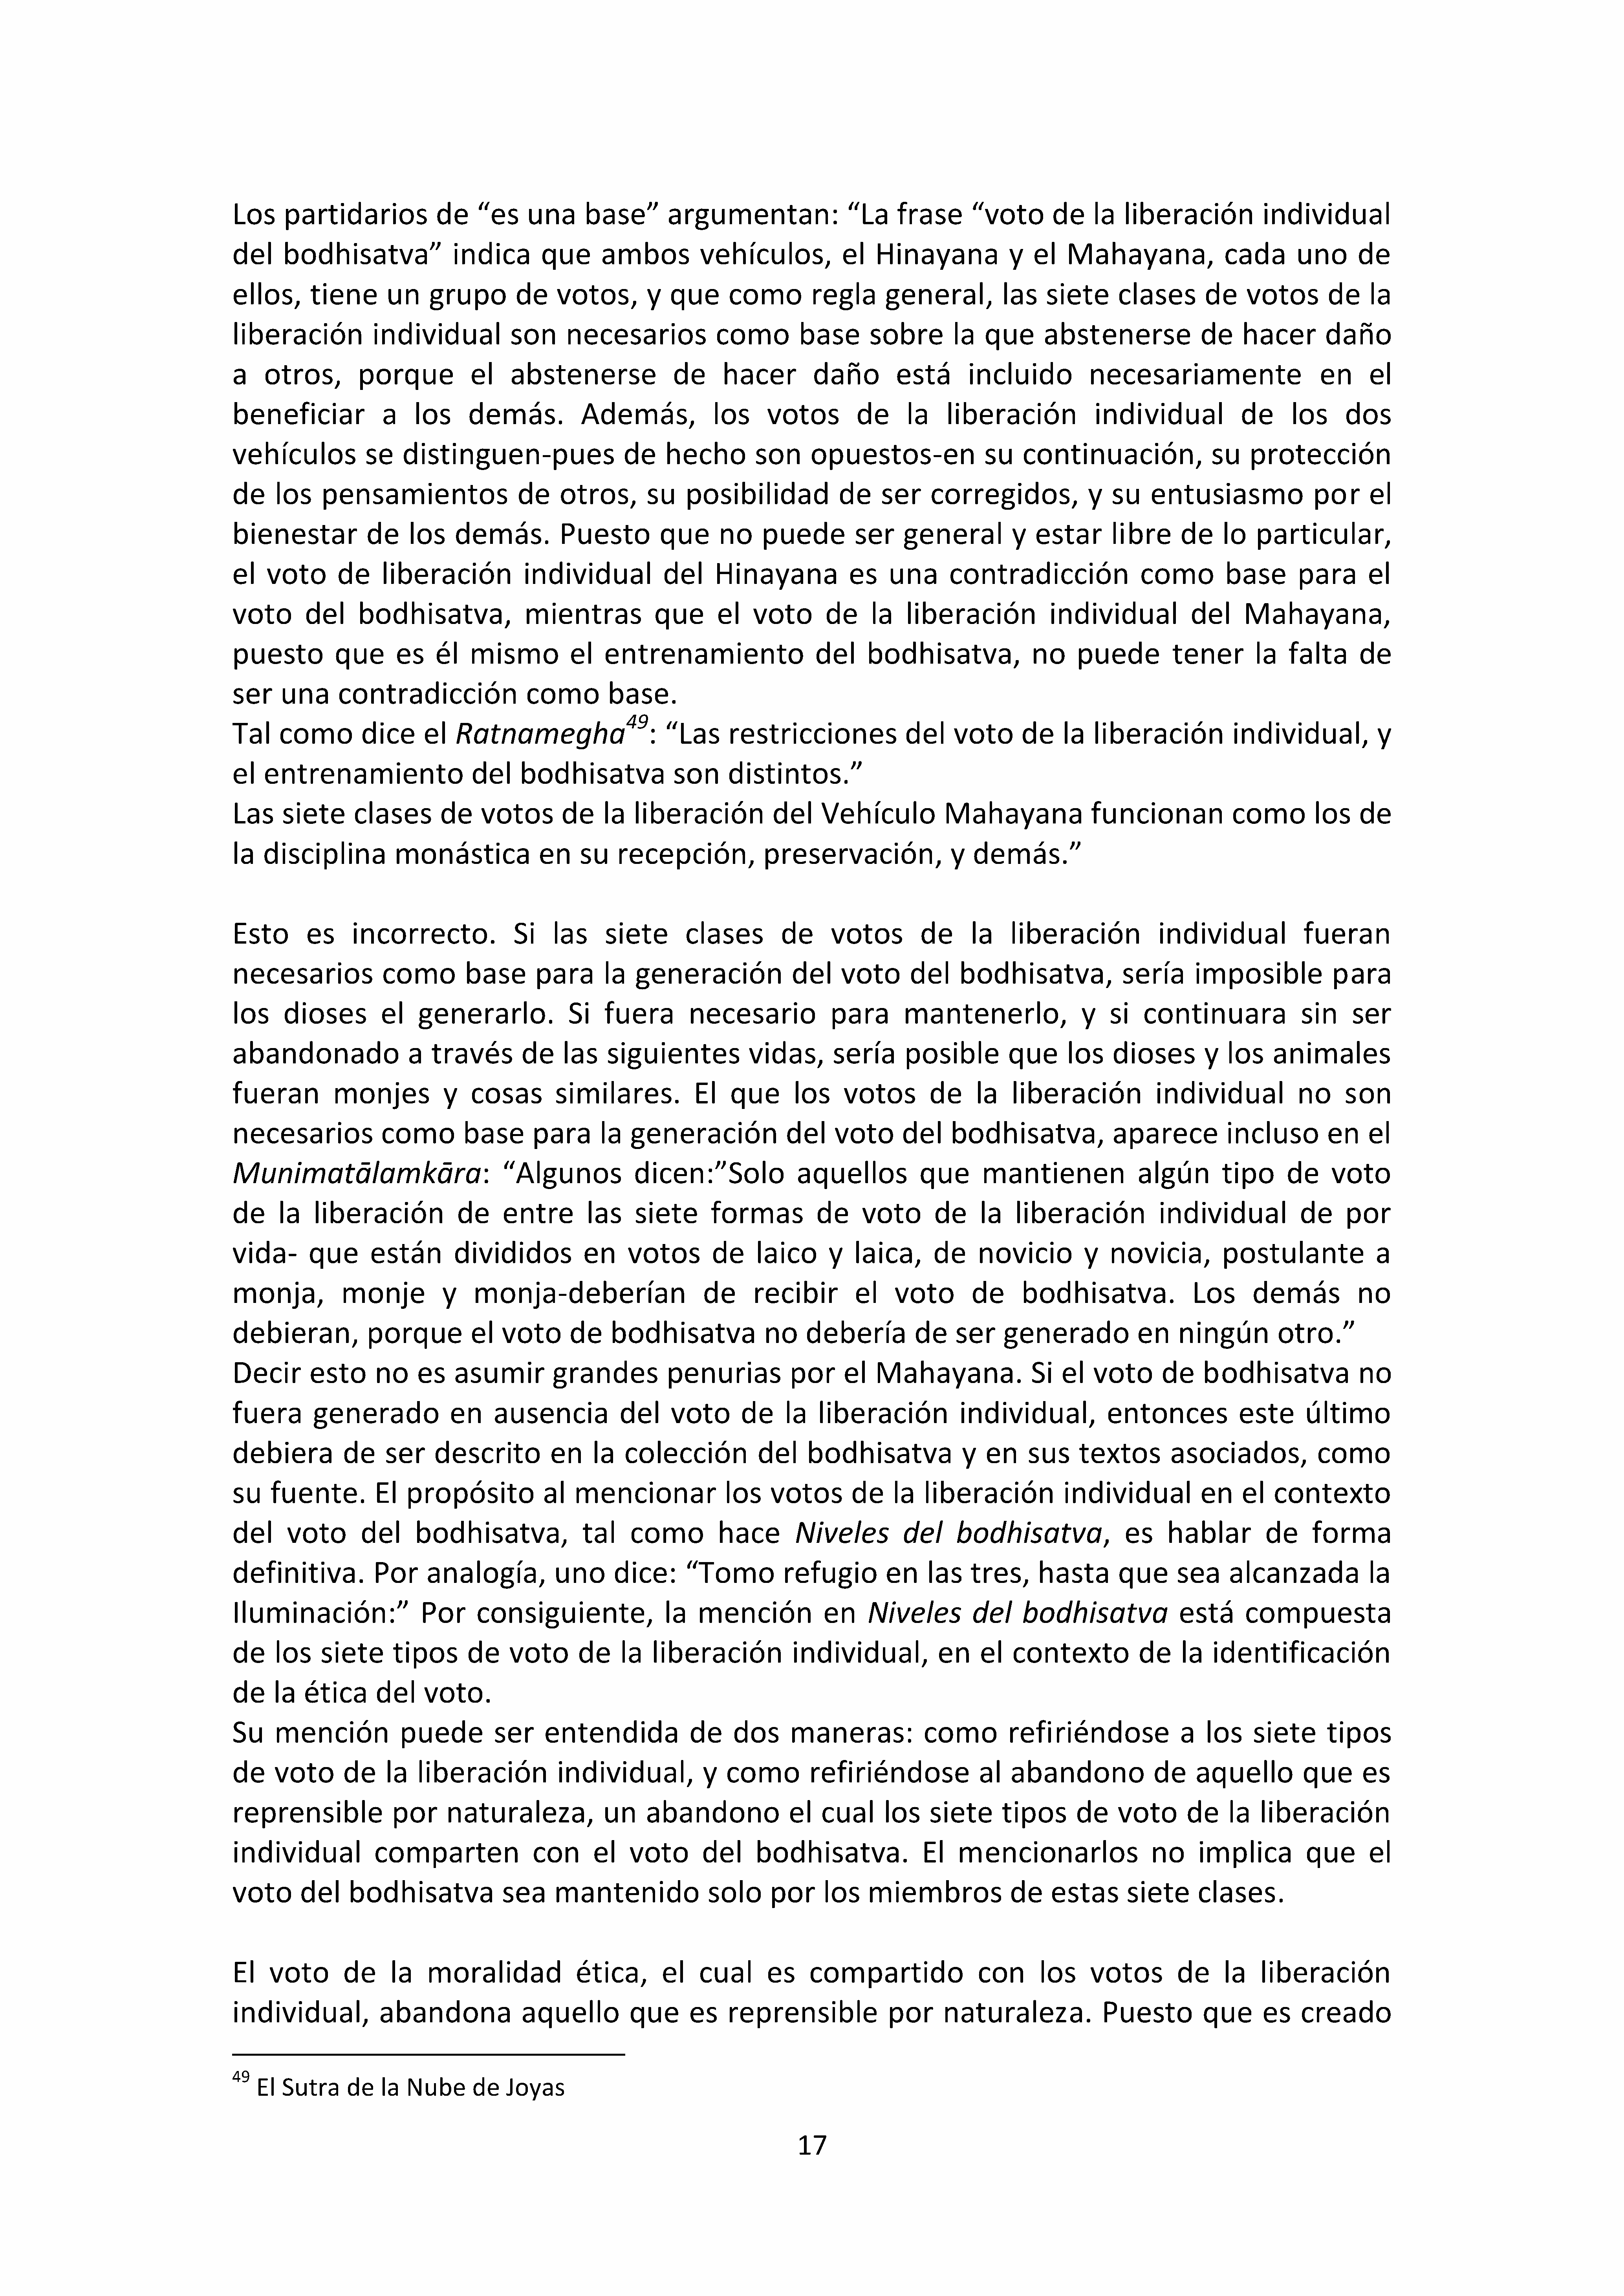 Los partidarios de “es una base” argumentan: “La frase “voto de la liberación individual
del bodhisatva” indica que ambos vehículos, el Hinayana y el Mahayana, cada uno de
ellos, tiene un grupo de votos, y que como regla general, las siete clases de votos de la
liberación individual son necesarios como base sobre la que abstenerse de hacer daño
a otros, porque el abstenerse de hacer daño está incluido necesariamente en el
beneficiar a los demás. Además, los votos de la liberación individual de los dos
vehículos se distinguen-pues de hecho son opuestos-en su continuación, su protección
de los pensamientos de otros, su posibilidad de ser corregidos, y su entusiasmo por el
bienestar de los demás. Puesto que no puede ser general y estar libre de lo particular,
el voto de liberación individual del Hinayana es una contradicción como base para el
voto del bodhisatva, mientras que el voto de la liberación individual del Mahayana,
puesto que es él mismo el entrenamiento del bodhisatva, no puede tener la falta de
ser una contradicción como base.
Tal como dice el Ratnamegha49: “Las restricciones del voto de la liberación individual, y
el entrenamiento del bodhisatva son distintos.”
Las siete clases de votos de la liberación del Vehículo Mahayana funcionan como los de
la disciplina monástica en su recepción, preservación, y demás.”
Esto es incorrecto. Si las siete clases de votos de la liberación individual fueran
necesarios como base para la generación del voto del bodhisatva, sería imposible para
los dioses el generarlo. Si fuera necesario para mantenerlo, y si continuara sin ser
abandonado a través de las siguientes vidas, sería posible que los dioses y los animales
fueran monjes y cosas similares. El que los votos de la liberación individual no son
necesarios como base para la generación del voto del bodhisatva, aparece incluso en el
Munimatālamkāra: “Algunos dicen:”Solo aquellos que mantienen algún tipo de voto
de la liberación de entre las siete formas de voto de la liberación individual de por
vida- que están divididos en votos de laico y laica, de novicio y novicia, postulante a
monja, monje y monja-deberían de recibir el voto de bodhisatva. Los demás no
debieran, porque el voto de bodhisatva no debería de ser generado en ningún otro.”
Decir esto no es asumir grandes penurias por el Mahayana. Si el voto de bodhisatva no
fuera generado en ausencia del voto de la liberación individual, entonces este último
debiera de ser descrito en la colección del bodhisatva y en sus textos asociados, como
su fuente. El propósito al mencionar los votos de la liberación individual en el contexto
del voto del bodhisatva, tal como hace Niveles del bodhisatva, es hablar de forma
definitiva. Por analogía, uno dice: “Tomo refugio en las tres, hasta que sea alcanzada la
Iluminación:” Por consiguiente, la mención en Niveles del bodhisatva está compuesta
de los siete tipos de voto de la liberación individual, en el contexto de la identificación
de la ética del voto.
Su mención puede ser entendida de dos maneras: como refiriéndose a los siete tipos
de voto de la liberación individual, y como refiriéndose al abandono de aquello que es
reprensible por naturaleza, un abandono el cual los siete tipos de voto de la liberación
individual comparten con el voto del bodhisatva. El mencionarlos no implica que el
voto del bodhisatva sea mantenido solo por los miembros de estas siete clases.
El voto de la moralidad ética, el cual es compartido con los votos de la liberación
individual, abandona aquello que es reprensible por naturaleza. Puesto que es creado
49 El Sutra de la Nube de Joyas
17